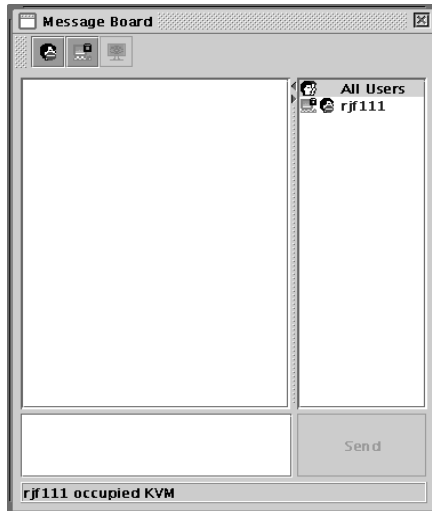 Message Board
All Users
rjf111
Send
rjf111 occupied KVM